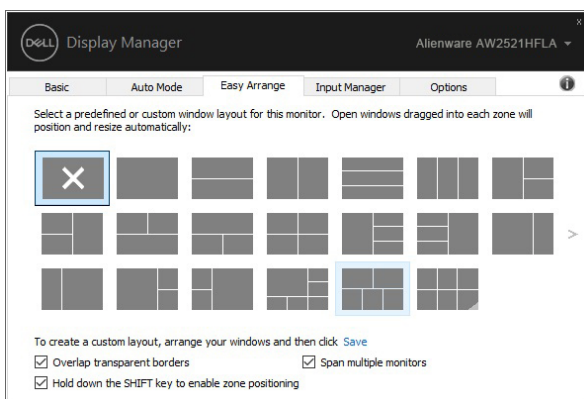 DELL Display Manager
Alienware AW2521HFLA
x
Basic Auto Mode Easy Arrange Input Manager Options
Select a predefined or custom window layout for this monitor. Open windows dragged into each zone will
position and resize automatically:
>
To create a custom layout, arrange your windows and then click Save
Overlap transparent borders Span multiple monitors
Hold down the SHIFT key to enable zone positioning